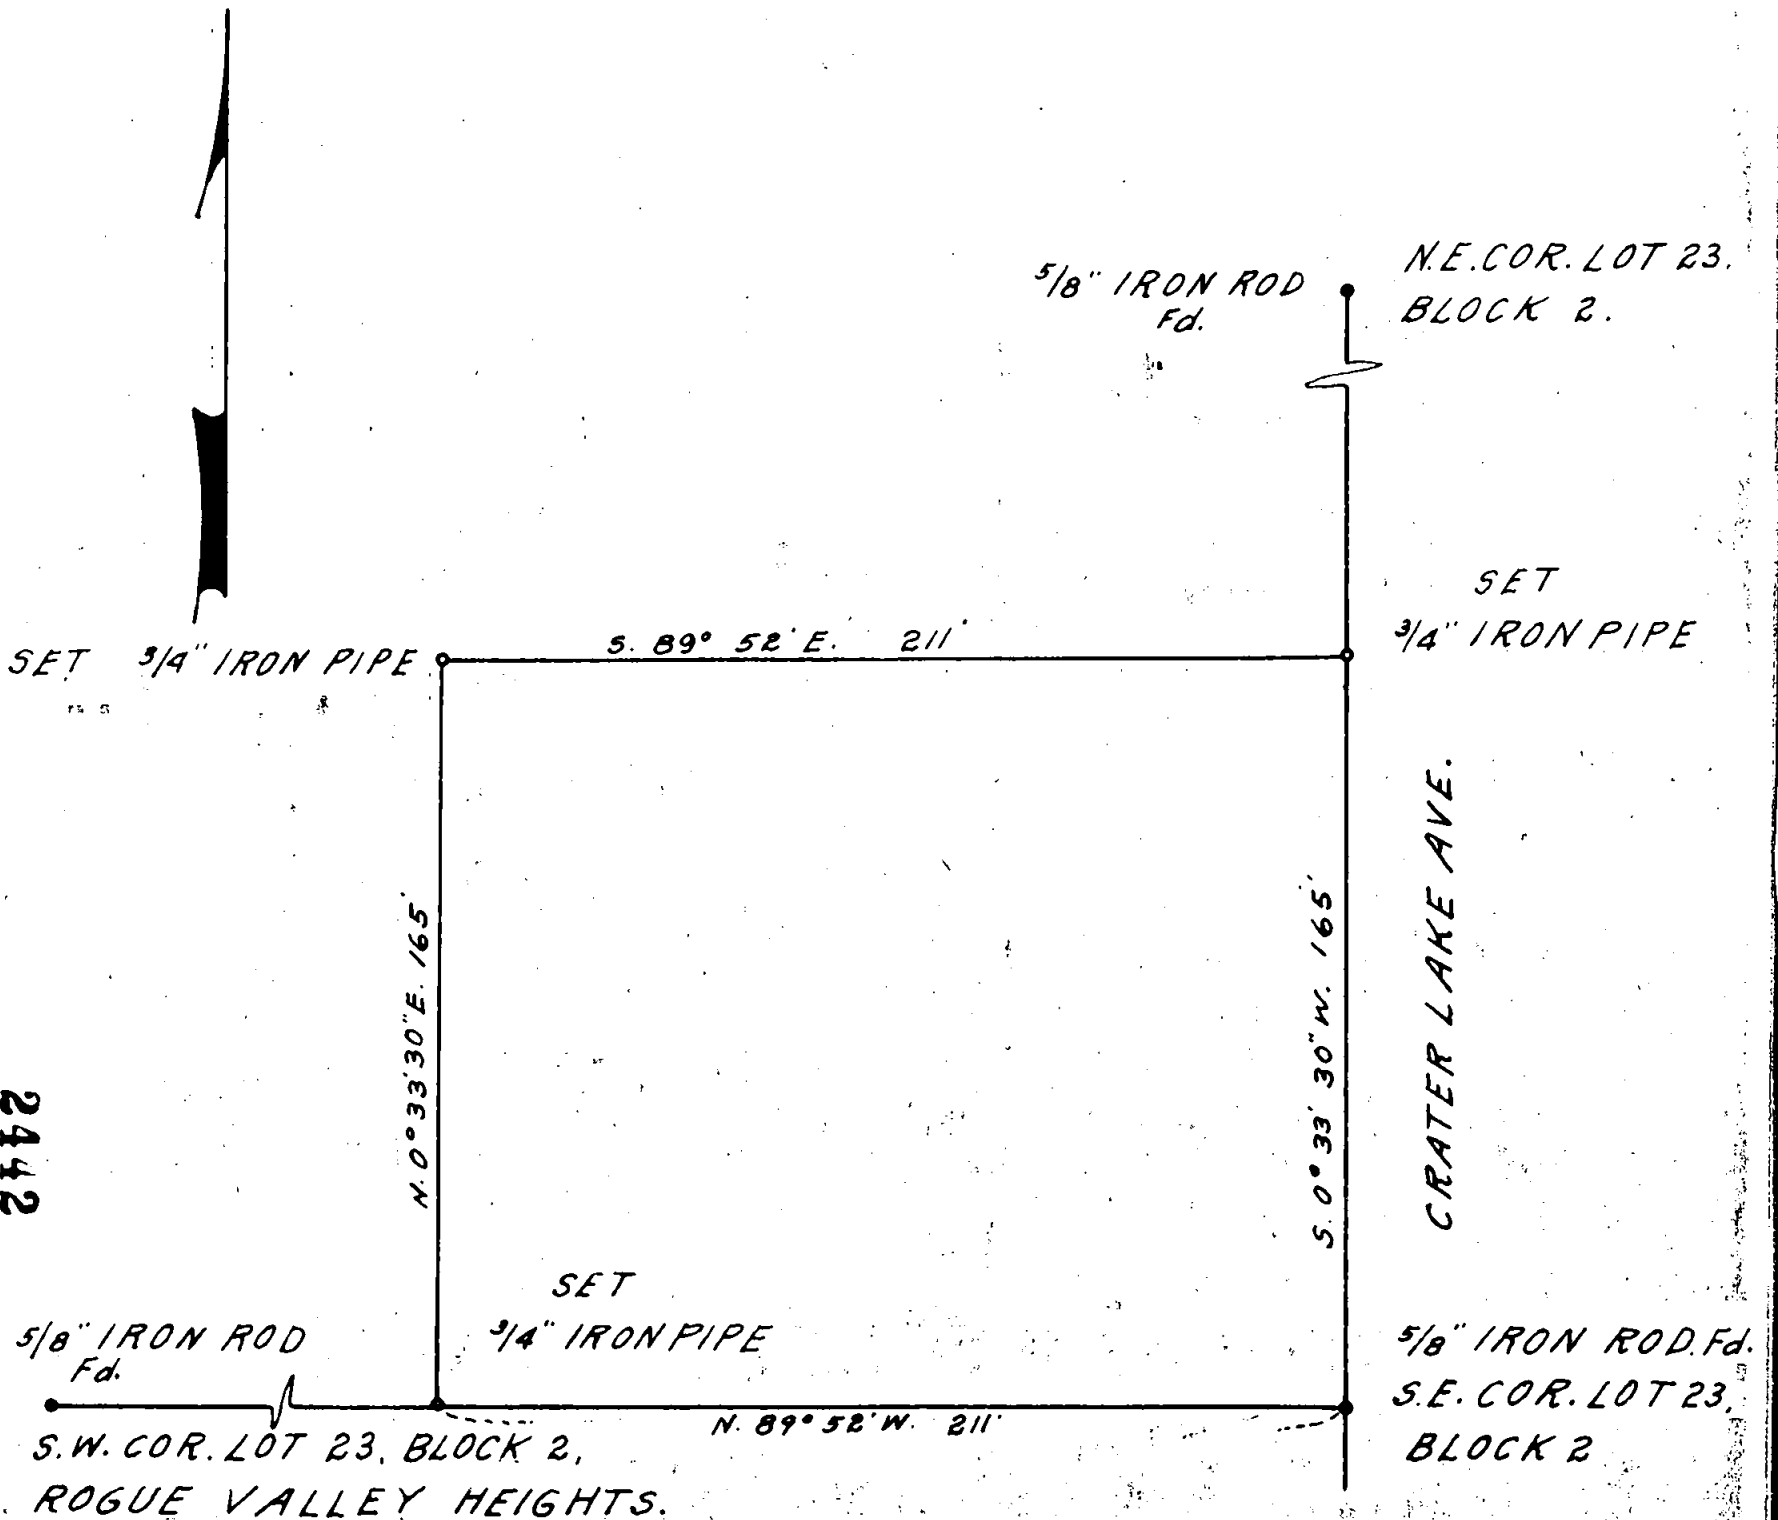 N.E. COR. LOT 23.
BLOCK 2.
5/8" IRON ROD
Fd.
SET
3/4" IRON PIPE
SET 3/4" IRON PIPE
S. 89° 52' E. 211'
N. 0° 33' 30" E. 165'
S. 0° 33' 30" W. 165'
CRATER LAKE AVE.
2442
SET
3/4" IRON PIPE
5/8" IRON ROD
Fd.
5/8" IRON ROD. Fd.
S.E. COR. LOT 23,
BLOCK 2
N. 89° 52' W. 211'
S.W. COR. LOT 23, BLOCK 2,
ROGUE VALLEY HEIGHTS.